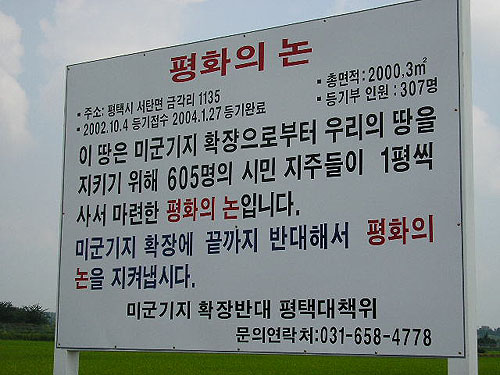 평화의 논
▪ 주소: 평택시 서탄면 금각리 1135
▪ 총면적: 2000.3㎡
▪ 2002.10.4 등기접수 2004.1.27 등기완료
▪ 등기부 인원 : 307명
이 땅은 미군기지 확장으로부터 우리의 땅을
지키기 위해 605명의 시민 지주들이 1평씩
사서 마련한 평화의 논입니다.
미군기지 확장에 끝까지 반대해서 평화의
논을 지켜냅시다.
미군기지 확장반대 평택대책위
문의연락처:031-658-4778